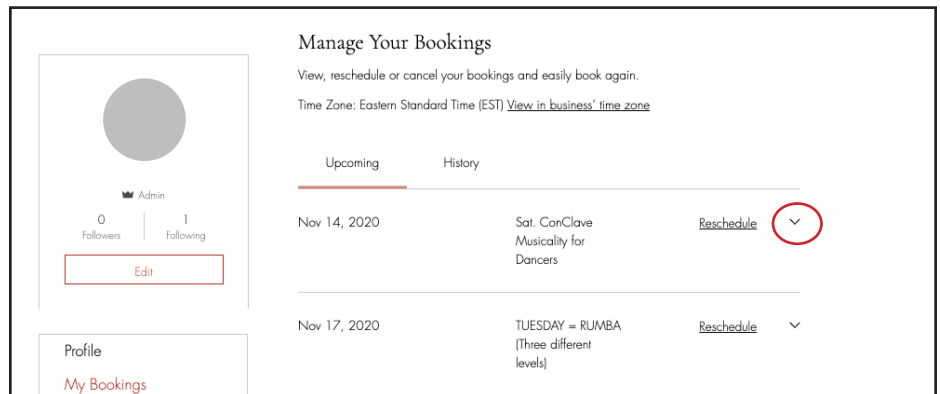 Manage Your Bookings
View, reschedule or cancel your bookings and easily book again.
Time Zone: Eastern Standard Time (EST) View in business' time zone
Upcoming History
Admin
0 1
Followers Following
Edit
Nov 14, 2020 Sat. ConClave Reschedule
Musicality for
Dancers
Nov 17, 2020 TUESDAY = RUMBA Reschedule
(Three different
levels)
Profile
My Bookings